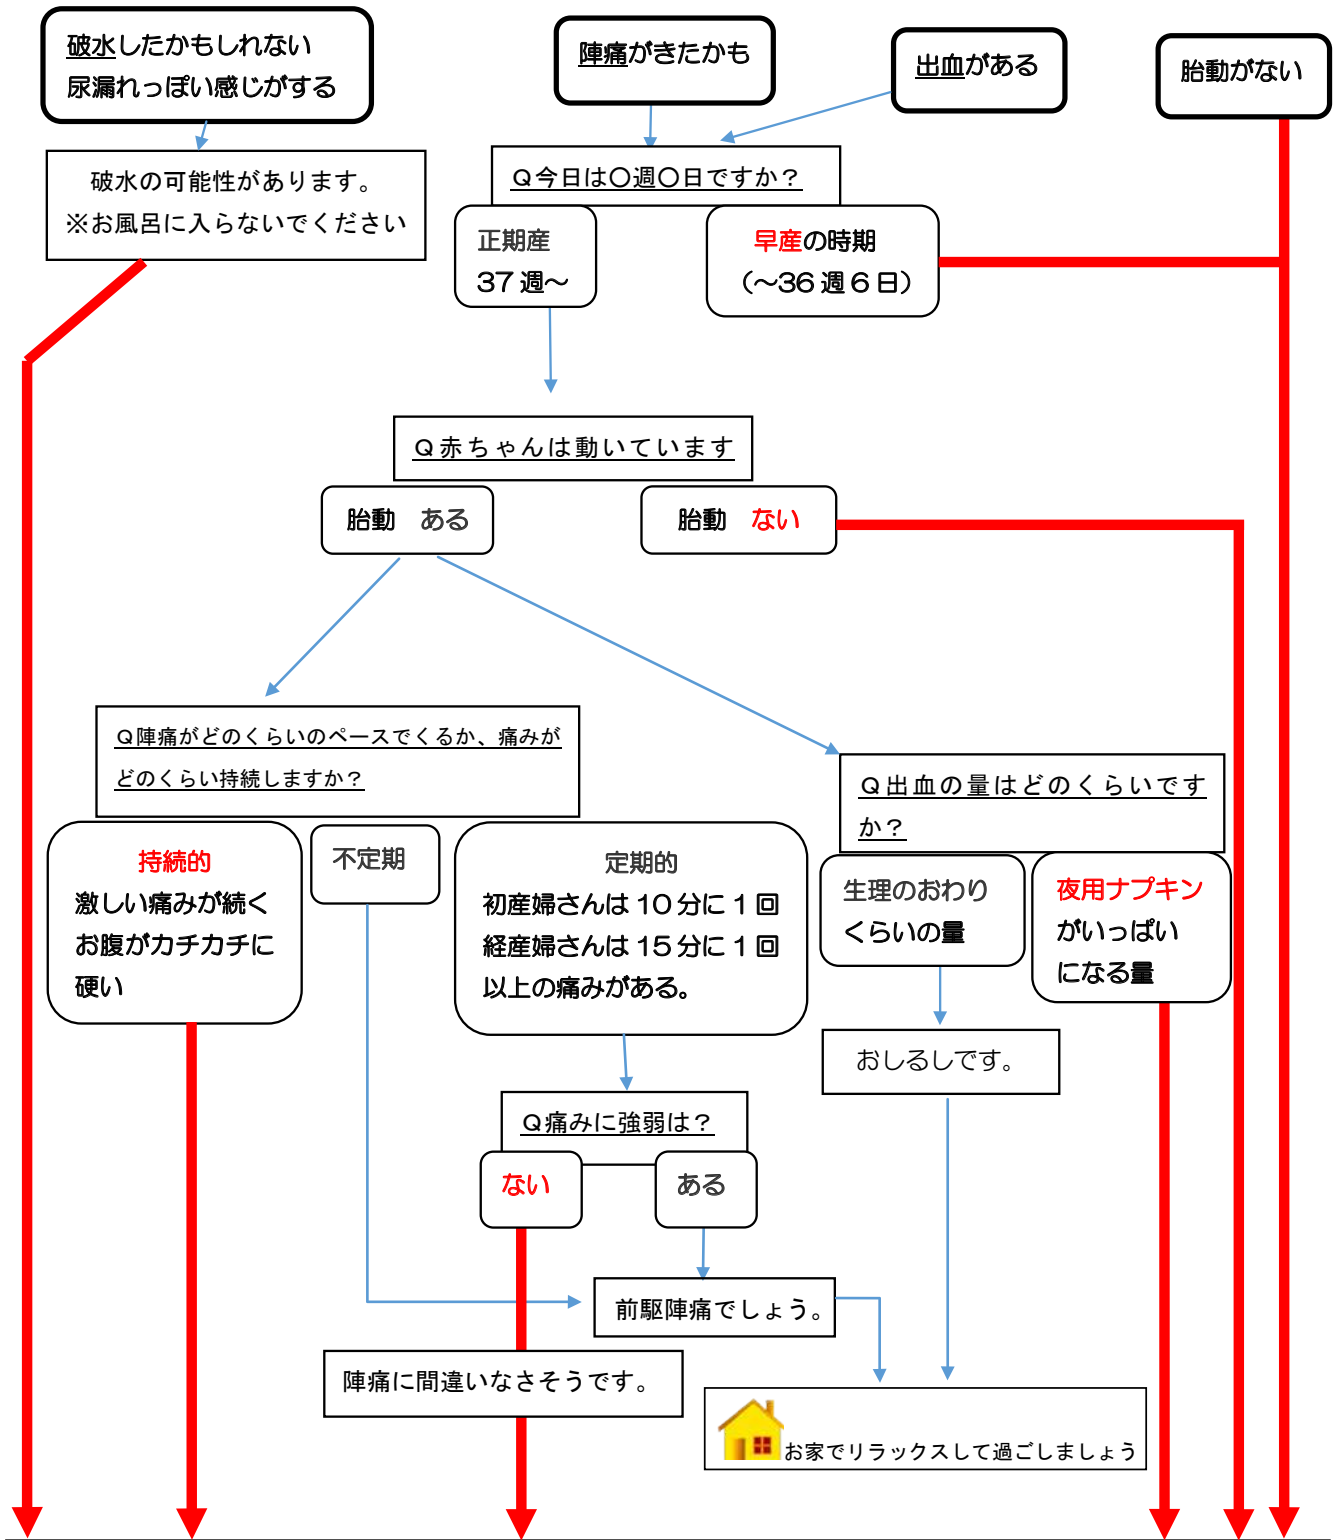 破水したかもしれない
尿漏れっぽい感じがする
陣痛がきたかも
出血がある
胎動がない
破水の可能性があります。
※お風呂に入らないでください
Q今日は〇週〇日ですか?
正期産
37週～
早産の時期
(～36週6日)
Q赤ちゃんは動いています
胎動 ある
胎動 ない
Q陣痛がどのくらいのペースでくるか、痛みが
どのくらい持続しますか?
Q出血の量はどのくらいです
か?
持続的
激しい痛みが続く
お腹がカチカチに
硬い
不定期
定期的
初産婦さんは10分に1回
経産婦さんは15分に1回
以上の痛みがある。
生理のおわり
くらいの量
夜用ナプキン
がいっぱい
になる量
おしるしです。
Q痛みに強弱は?
ない
ある
前駆陣痛でしょう。
陣痛に間違いなさそうです。
お家でリラックスして過ごしましょう